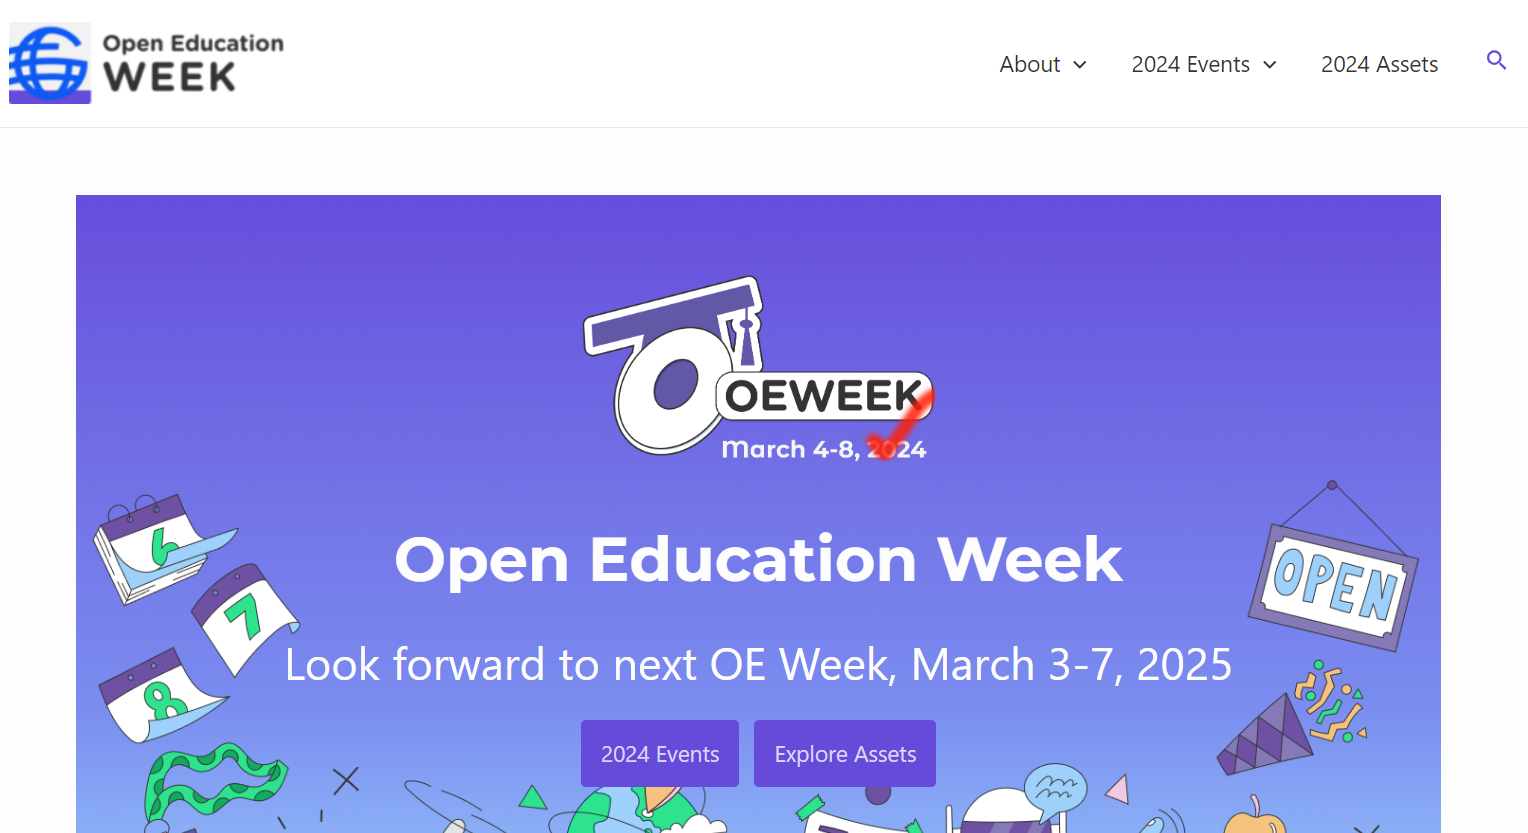 Open Education
WEEK
About
2024 Events
2024 Assets
OEWEEK
March 4-8, 2024
6
7
8
OPEN
Open Education Week
Look forward to next OE Week, March 3-7, 2025
2024 Events
Explore Assets